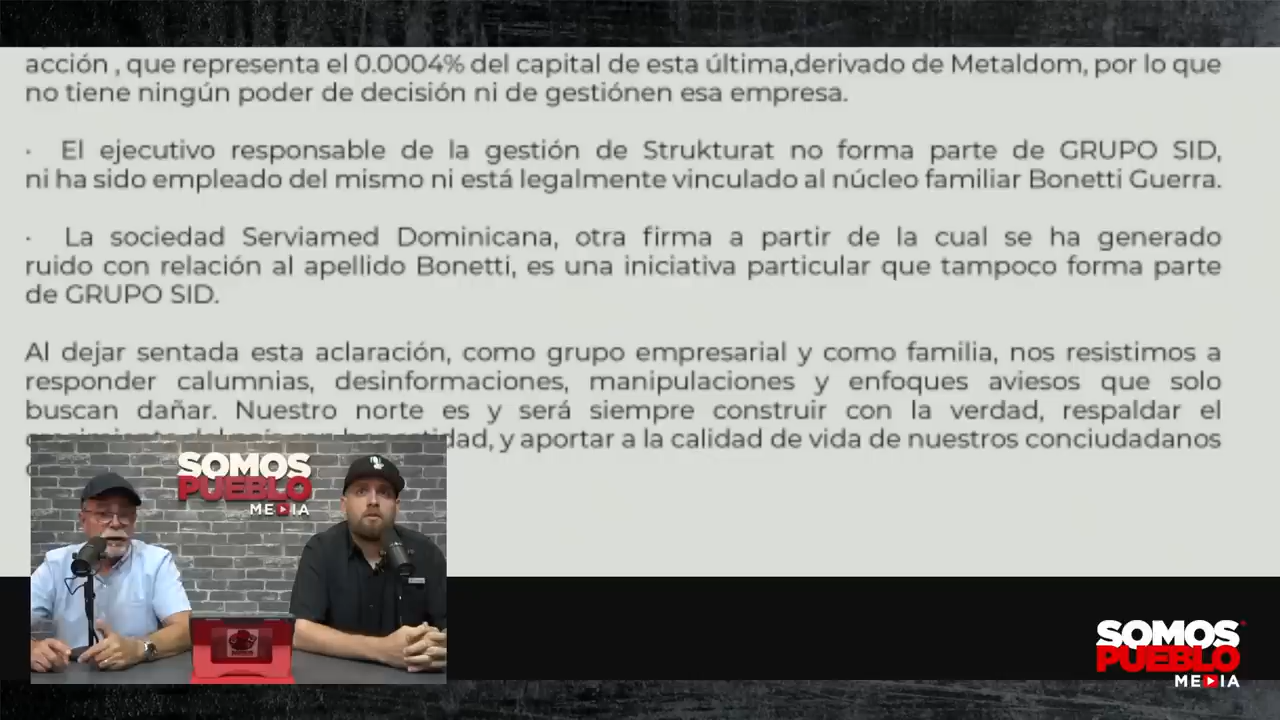 acción , que representa el 0.0004% del capital de esta última,derivado de Metaldom, por lo que
no tiene ningún poder de decisión ni de gestiónen esa empresa.
· El ejecutivo responsable de la gestión de Strukturat no forma parte de GRUPO SID,
ni ha sido empleado del mismo ni está legalmente vinculado al núcleo familiar Bonetti Guerra.
· La sociedad Serviamed Dominicana, otra firma a partir de la cual se ha generado
ruido con relación al apellido Bonetti, es una iniciativa particular que tampoco forma parte
de GRUPO SID.
Al dejar sentada esta aclaración, como grupo empresarial y como familia, nos resistimos a
responder calumnias, desinformaciones, manipulaciones y enfoques aviesos que solo
buscan dañar. Nuestro norte es y será siempre construir con la verdad, respaldar el
y aportar a la calidad de vida de nuestros conciudadanos
SOMOS
PUEBLO
MEDIA
SOMOS
PUEBLO
MEDIA